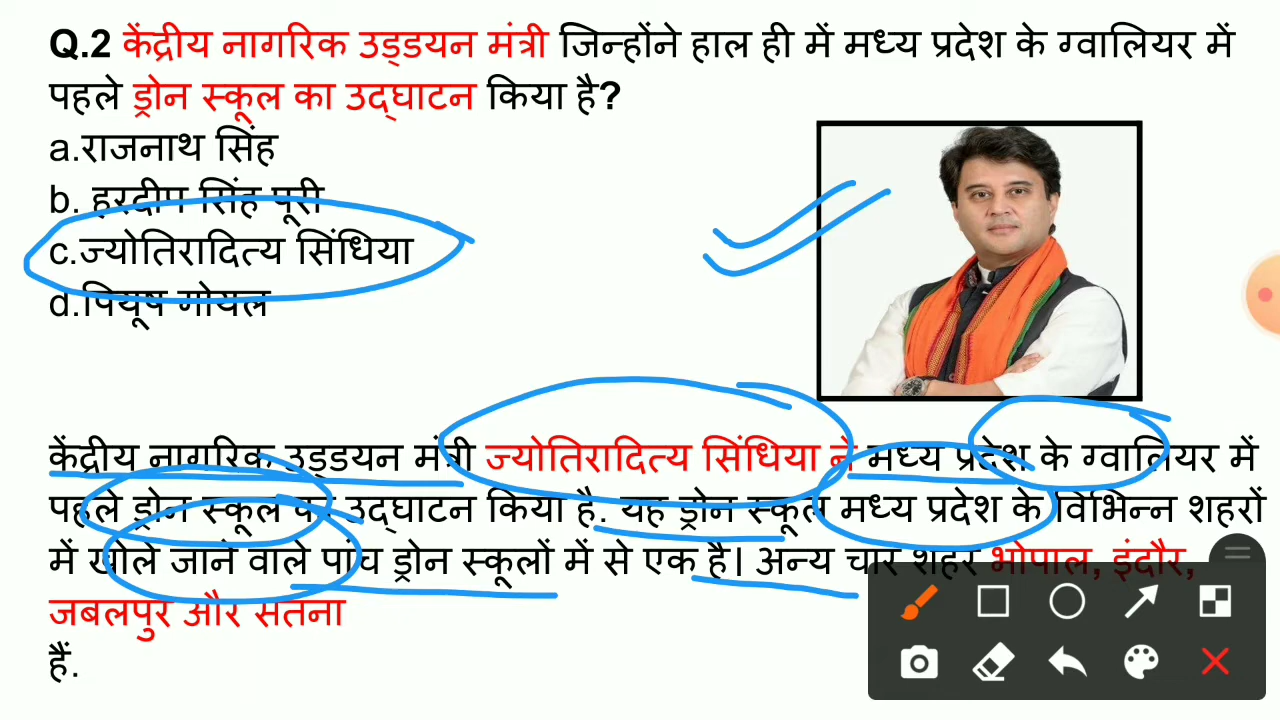 Q.2 केंद्रीय नागरिक उड्डयन मंत्री जिन्होंने हाल ही में मध्य प्रदेश के ग्वालियर में
पहले ड्रोन स्कूल का उद्घाटन किया है?
a.राजनाथ सिंह
b. हरदीप सिंह पूरी
c.ज्योतिरादित्य सिंधिया
d.पियूष गोयल
केंद्रीय नागरिक उड्डयन मंत्री ज्योतिरादित्य सिंधिया ने मध्य प्रदेश के ग्वालियर में
पहले ड्रोन स्कूल का उद्घाटन किया है. यह ड्रोन स्कूल मध्य प्रदेश के विभिन्न शहरों
में खोले जाने वाले पांच ड्रोन स्कूलों में से एक है। अन्य चार शहर भोपाल, इंदौर,
जबलपुर और सतना
हैं.